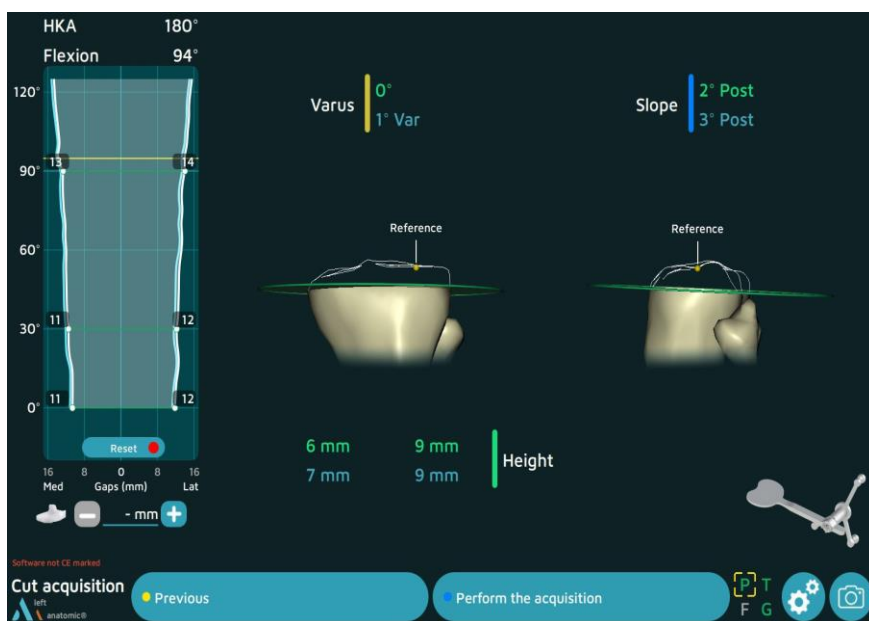 HKA 180°
Flexion 94°
120°
90°
60°
30°
0°
13 14
11 12
11 12
Reset
16 8 0 8 16
Med Gaps (mm) Lat
- mm +
Varus 0°
1° Var
Slope 2° Post
3° Post
Reference
Reference
6 mm 9 mm
7 mm 9 mm
Height
Software not CE marked
Cut acquisition
left
anatomic®
Previous
Perform the acquisition
P T
F G